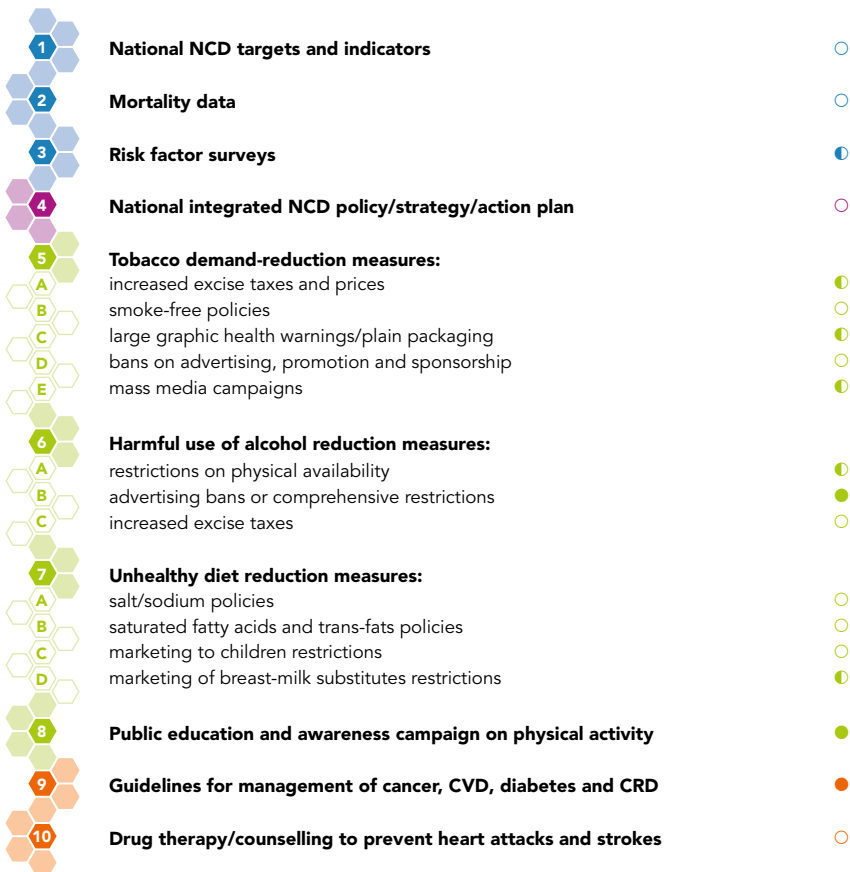 1 National NCD targets and indicators
2 Mortality data
3 Risk factor surveys
4 National integrated NCD policy/strategy/action plan
5 Tobacco demand-reduction measures:
A increased excise taxes and prices
B smoke-free policies
C large graphic health warnings/plain packaging
D bans on advertising, promotion and sponsorship
E mass media campaigns
6 Harmful use of alcohol reduction measures:
A restrictions on physical availability
B advertising bans or comprehensive restrictions
C increased excise taxes
7 Unhealthy diet reduction measures:
A salt/sodium policies
B saturated fatty acids and trans-fats policies
C marketing to children restrictions
D marketing of breast-milk substitutes restrictions
8 Public education and awareness campaign on physical activity
9 Guidelines for management of cancer, CVD, diabetes and CRD
10 Drug therapy/counselling to prevent heart attacks and strokes